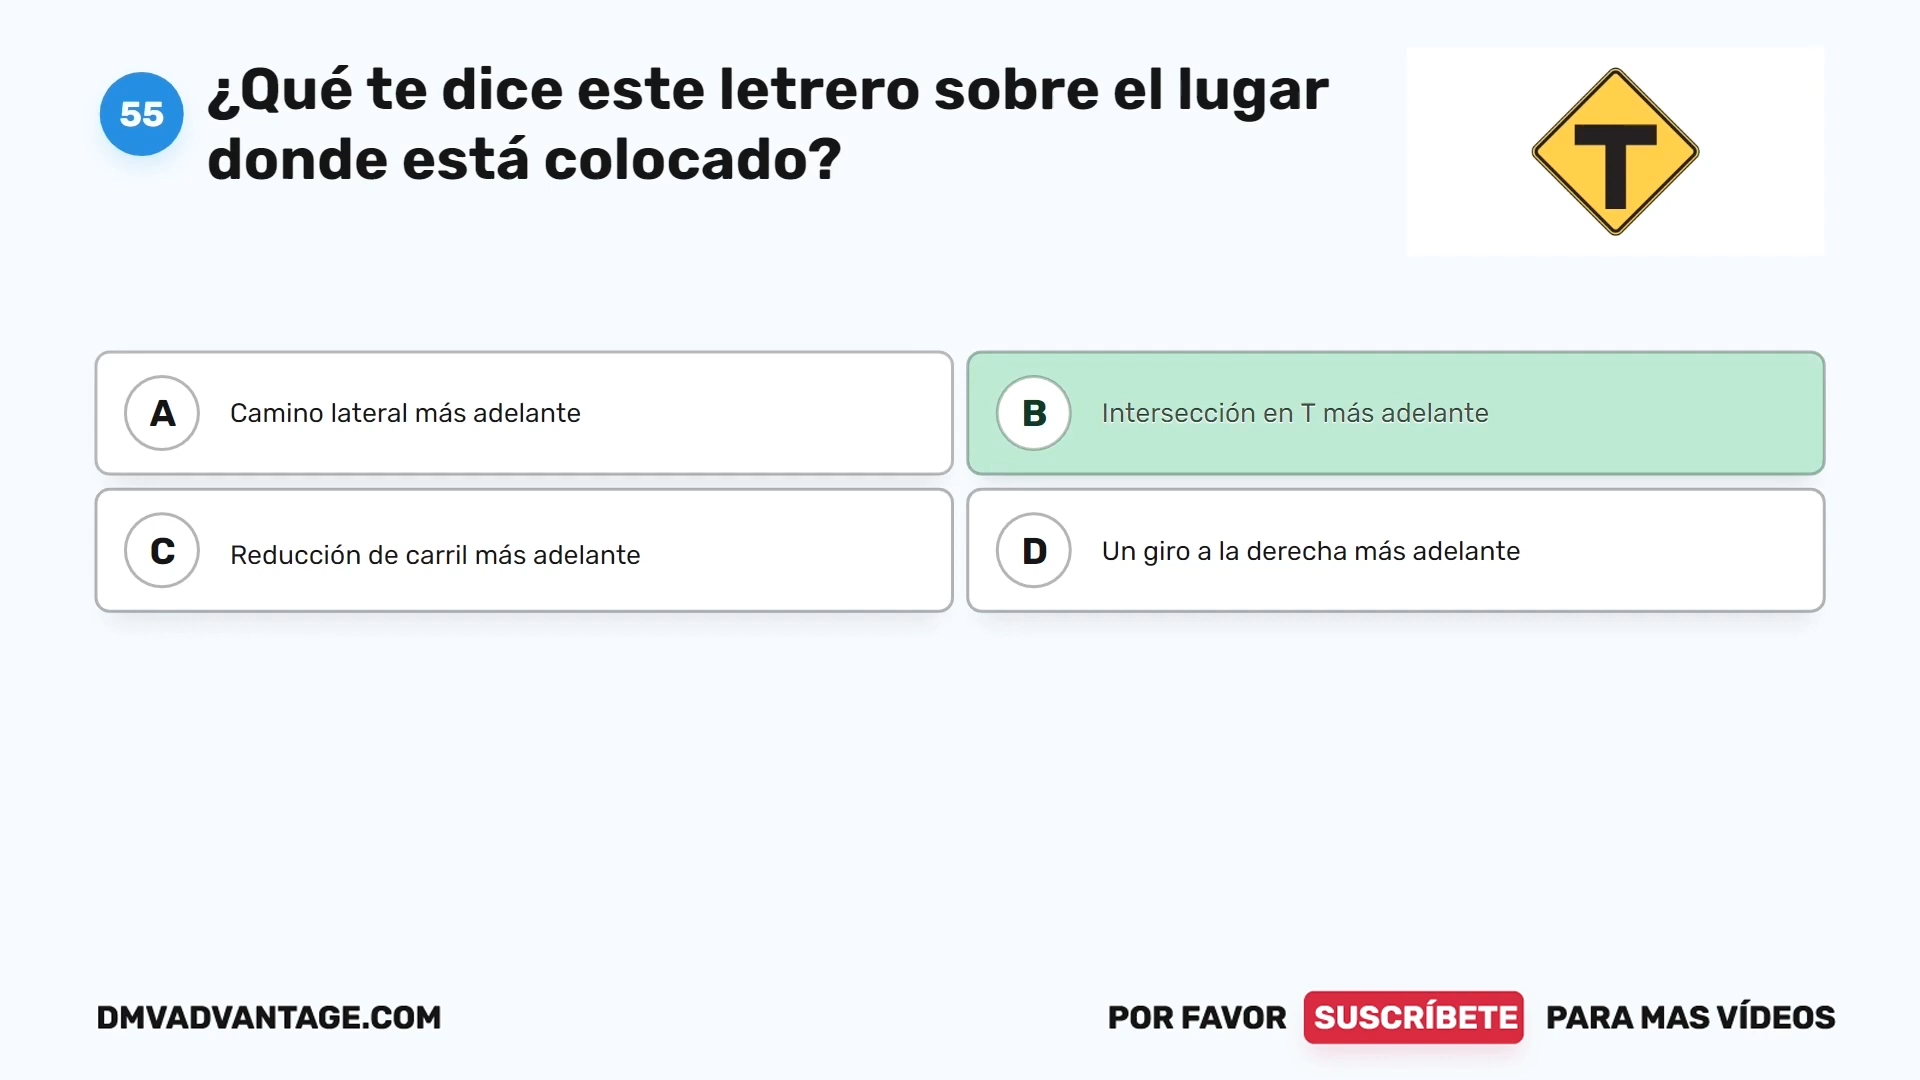 55
¿Qué te dice este letrero sobre el lugar
donde está colocado?
T
A
Camino lateral más adelante
B
Intersección en T más adelante
C
Reducción de carril más adelante
D
Un giro a la derecha más adelante
DMVADVANTAGE.COM
POR FAVOR SUSCRÍBETE PARA MAS VÍDEOS